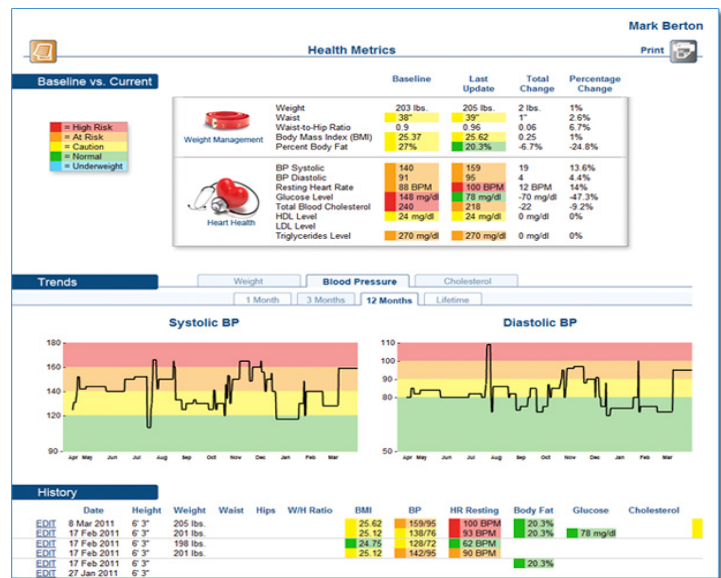 Mark Berton
Health Metrics
Print
Baseline vs. Current
Baseline Last Update Total Change Percentage Change
= High Risk
= At Risk
= Caution
= Normal
= Underweight
Weight Management
Weight 203 lbs. 205 lbs. 2 lbs. 1%
Waist 38" 39" 1" 2.6%
Waist-to-Hip Ratio 0.9 0.96 0.06 6.7%
Body Mass Index (BMI) 25.37 25.62 0.25 1%
Percent Body Fat 27% 20.3% -6.7% -24.8%
Heart Health
BP Systolic 140 159 19 13.6%
BP Diastolic 91 95 4 4.4%
Resting Heart Rate 88 BPM 100 BPM 12 BPM 14%
Glucose Level 148 mg/dl 78 mg/dl -70 mg/dl -47.3%
Total Blood Cholesterol 240 218 -22 -9.2%
HDL Level 24 mg/dl 24 mg/dl 0 mg/dl 0%
LDL Level
Triglycerides Level 270 mg/dl 270 mg/dl 0 mg/dl 0%
Trends
Weight Blood Pressure Cholesterol
1 Month 3 Months 12 Months Lifetime
Systolic BP
180
160
140
120
90
Apr May Jun Jul Aug Sep Oct Nov Dec Jan Feb Mar
Diastolic BP
110
100
90
80
50
Apr May Jun Jul Aug Sep Oct Nov Dec Jan Feb Mar
History
Date Height Weight Waist Hips W/H Ratio BMI BP HR Resting Body Fat Glucose Cholesterol
EDIT 8 Mar 2011 6' 3" 205 lbs. 25.62 159/95 100 BPM 20.3%
EDIT 17 Feb 2011 6' 3" 201 lbs. 25.12 138/76 93 BPM 20.3% 78 mg/dl
EDIT 17 Feb 2011 6' 3" 198 lbs. 24.75 128/72 62 BPM
EDIT 17 Feb 2011 6' 3" 201 lbs. 25.12 142/95 90 BPM
EDIT 17 Feb 2011 6' 3" 20.3%
EDIT 27 Jan 2011 6' 3"